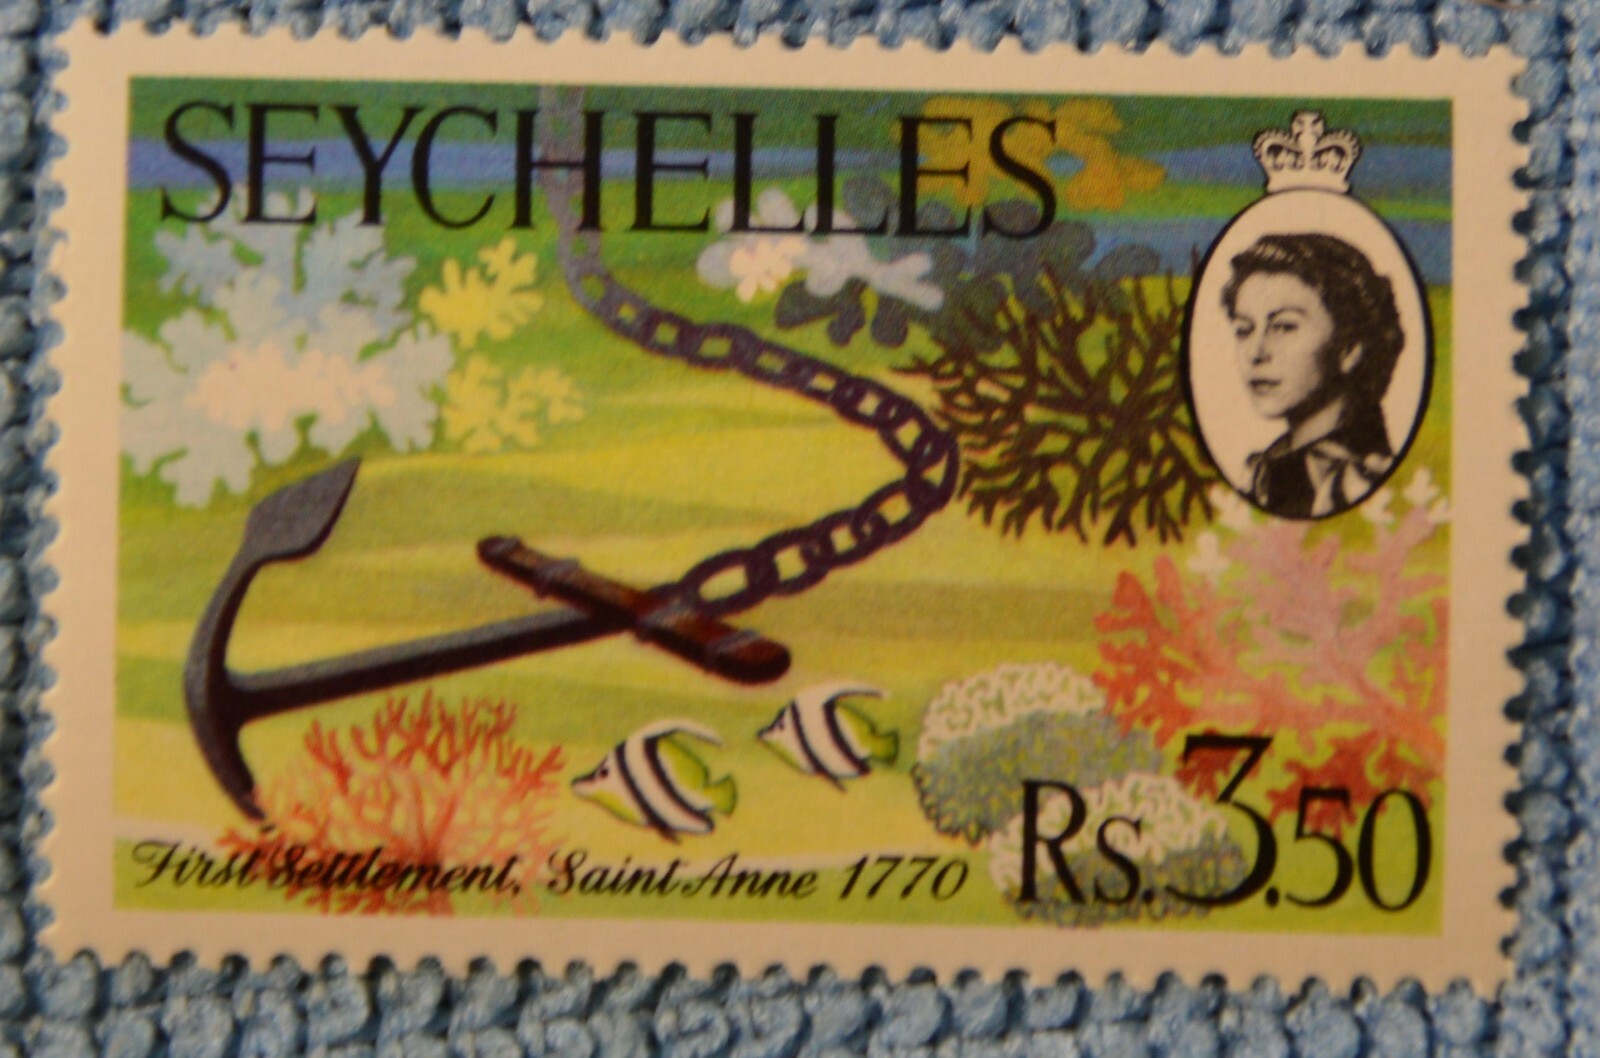 SEYCHELLES
First Settlement, Saint Anne 1770
Rs. 3.50